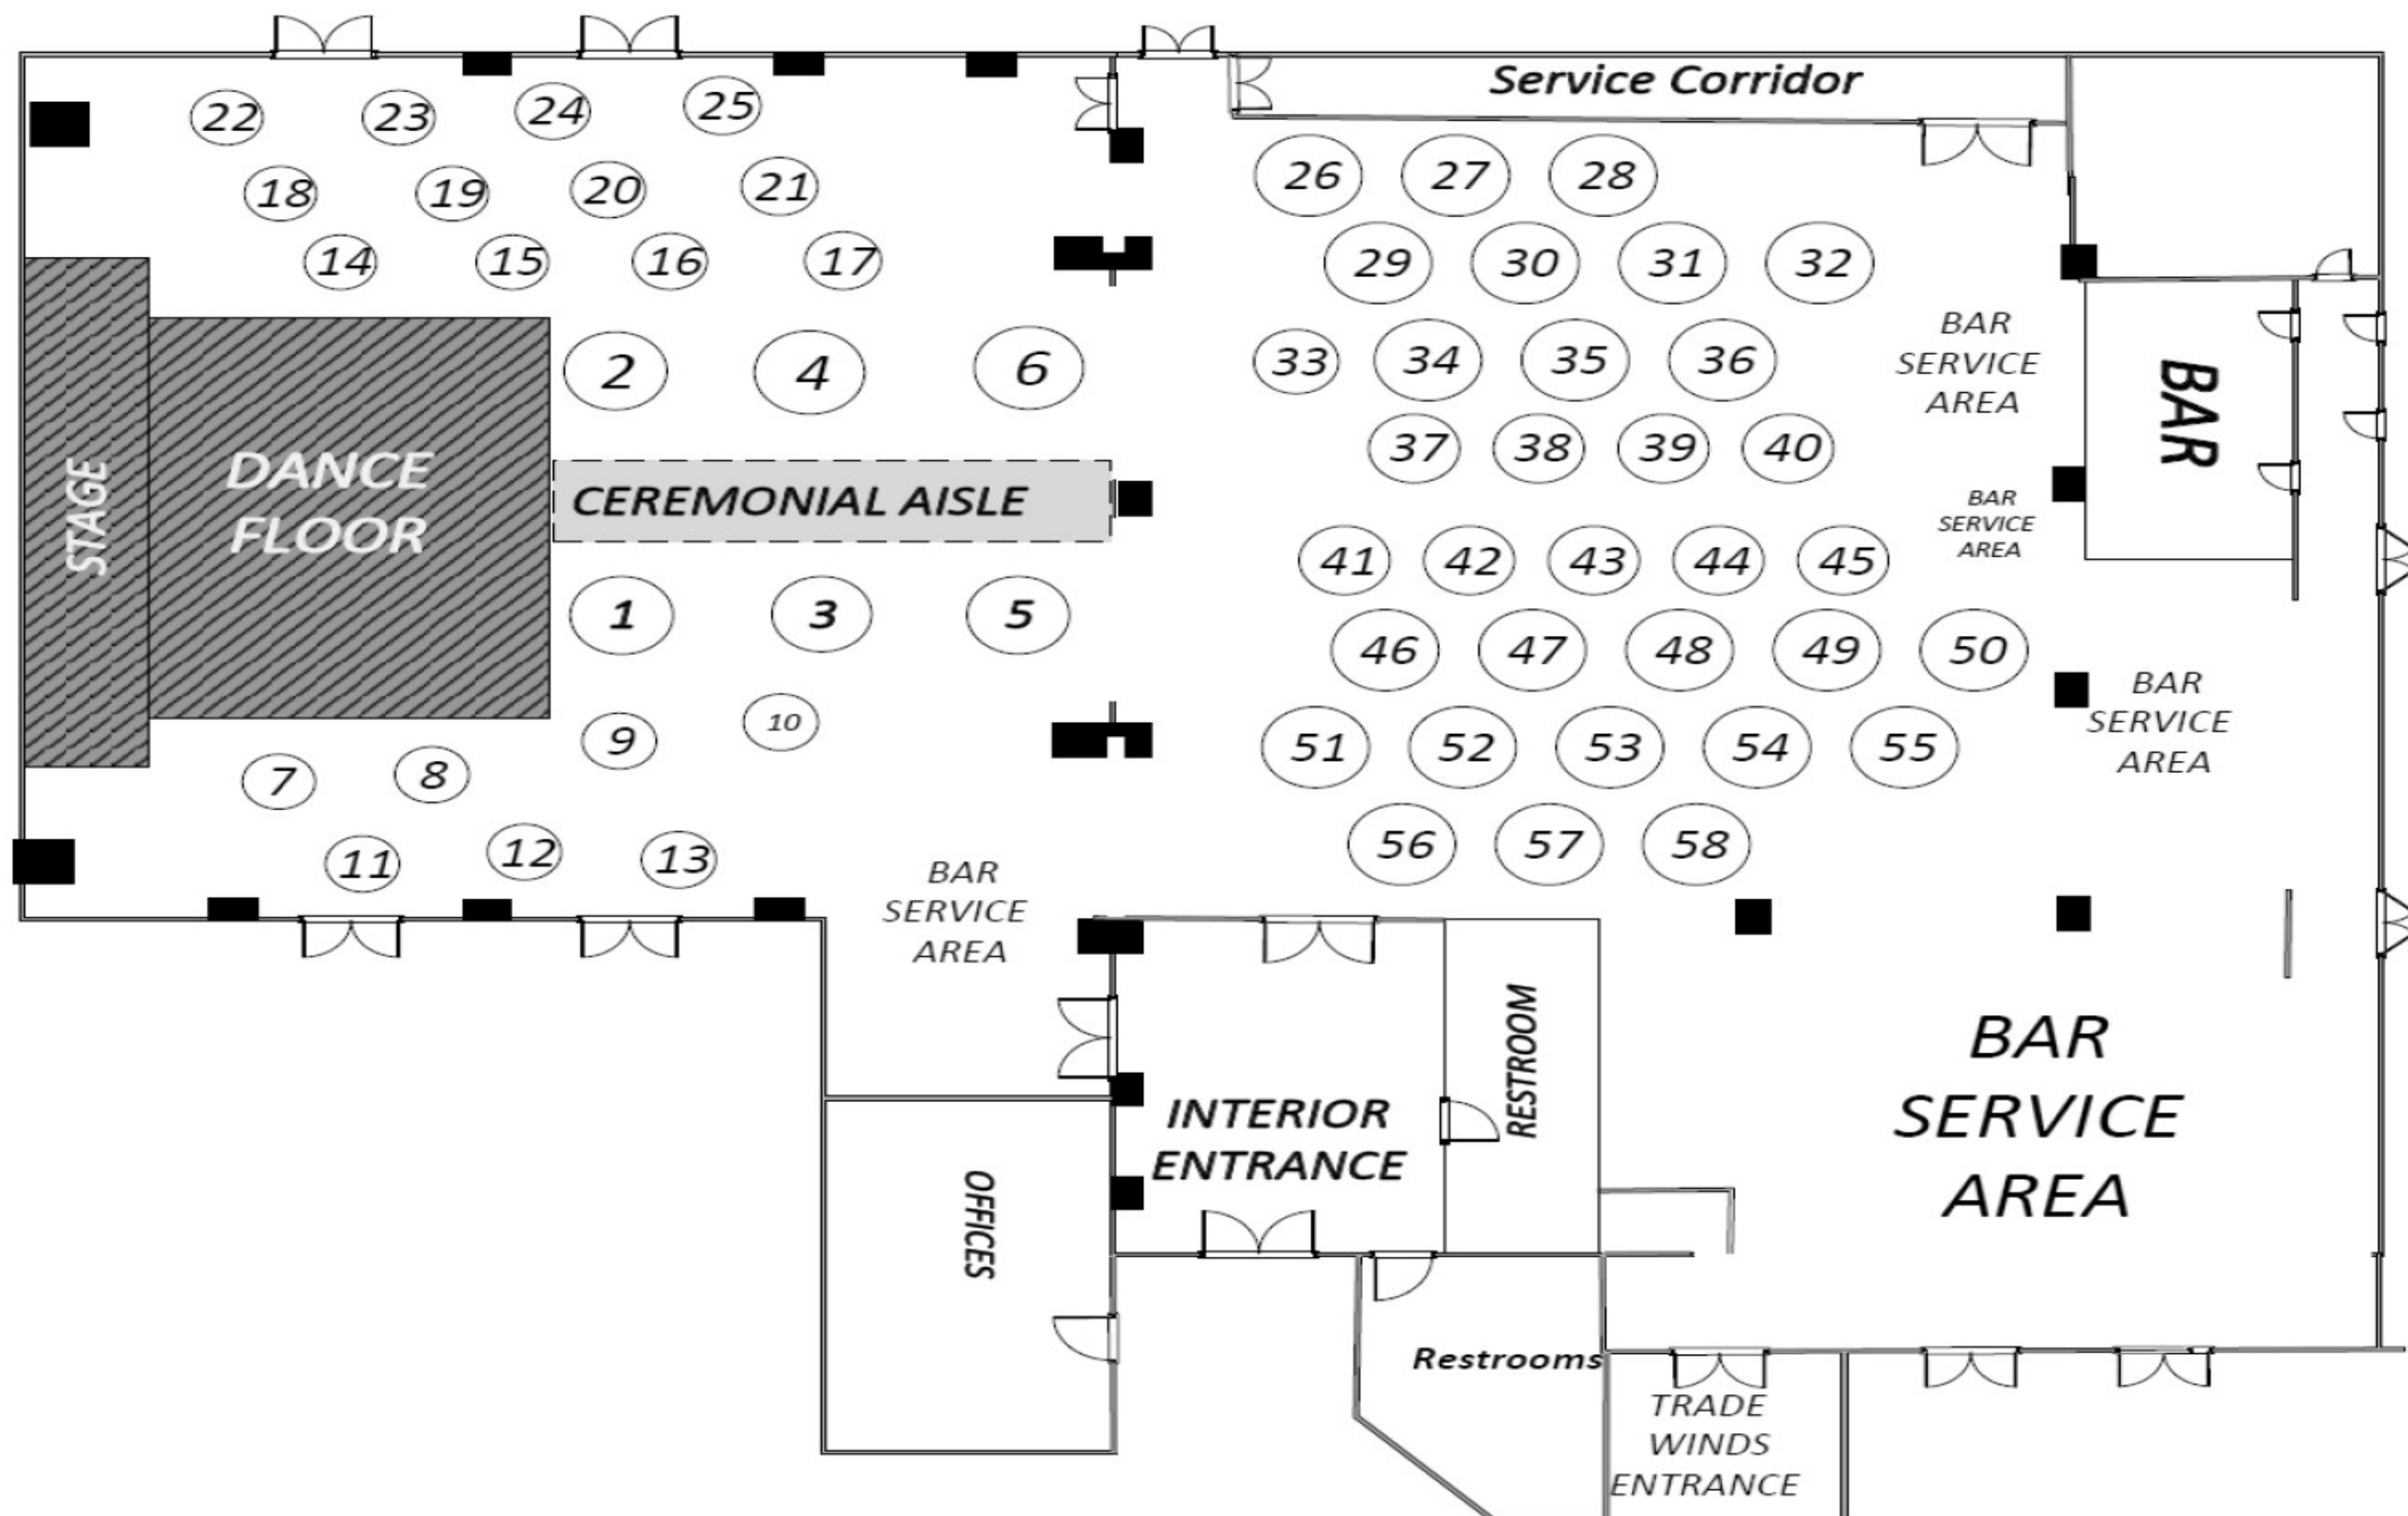 Service Corridor
22 23 24 25
18 19 20 21
14 15 16 17
2 4 6
STAGE
DANCE
FLOOR
CEREMONIAL AISLE
1 3 5
9 10
7 8
11 12 13
BAR
SERVICE
AREA
26 27 28
29 30 31 32
33 34 35 36
37 38 39 40
41 42 43 44 45
46 47 48 49 50
51 52 53 54 55
56 57 58
BAR
SERVICE
AREA
BAR
BAR
SERVICE
AREA
BAR
SERVICE
AREA
OFFICES
INTERIOR
ENTRANCE
RESTROOM
BAR
SERVICE
AREA
Restrooms
TRADE
WINDS
ENTRANCE